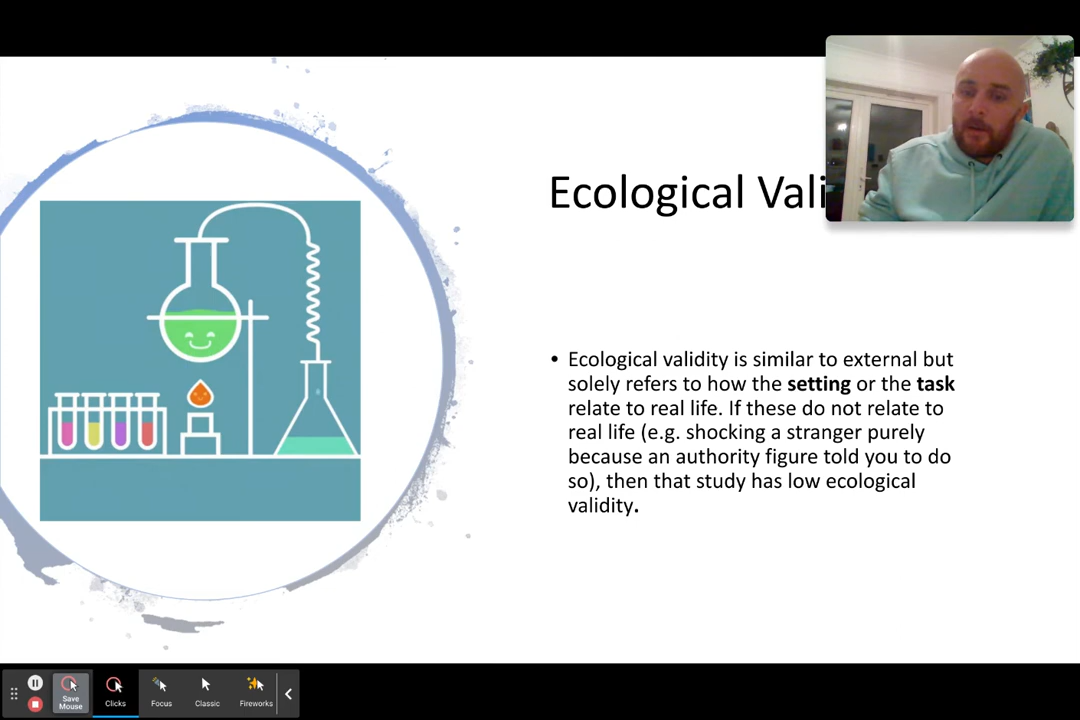 Ecological Vali
• Ecological validity is similar to external but
solely refers to how the setting or the task
relate to real life. If these do not relate to
real life (e.g. shocking a stranger purely
because an authority figure told you to do
so), then that study has low ecological
validity.
Save
Mouse
Clicks
Focus
Classic
Fireworks